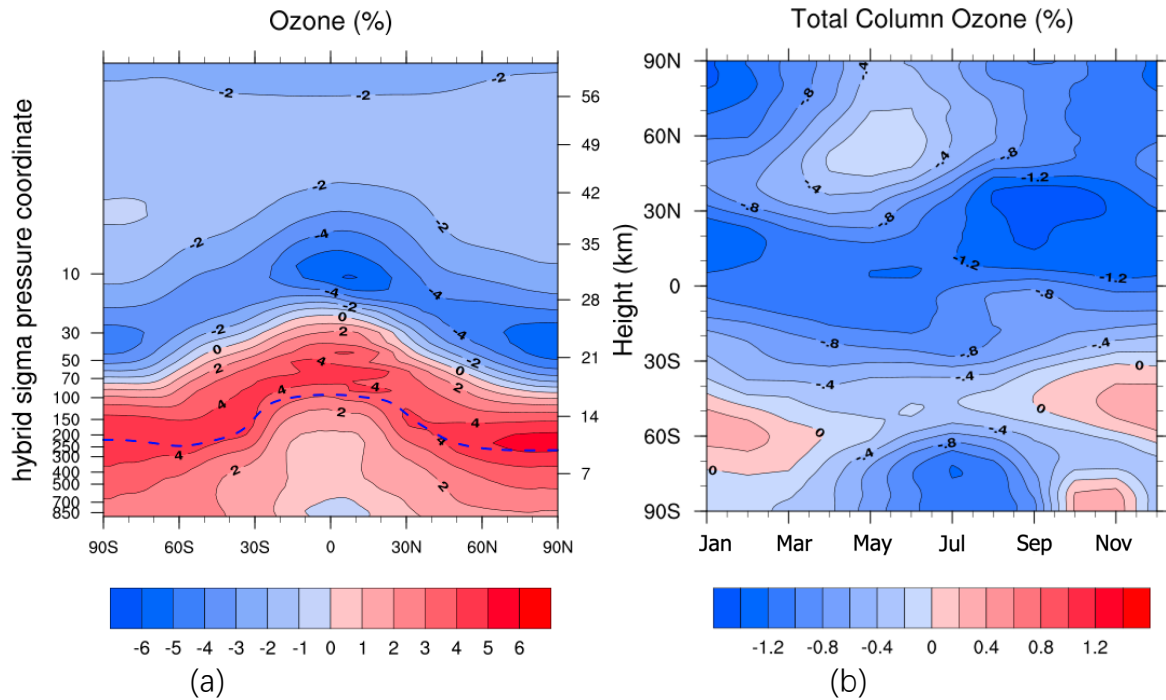 Ozone (%)
hybrid sigma pressure coordinate
10
30
50
70
100
150
200
250
300
400
500
700
850
56
49
42
35
28
21
14
7
Height (km)
90S 60S 30S 0 30N 60N 90N
-2 -2 -2
-2
-2 -2
-4
-4 -4
-2
-2 -4
0
2
0 -2
2 4 0
4 4 2
4 2 4
4 4
2 2
-6 -5 -4 -3 -2 -1 0 1 2 3 4 5 6
(a)
Total Column Ozone (%)
90N
60N
30N
0
30S
60S
90S
-.4
-.8
-.4 -.8
-.4 -1.2
-.8 -.8
-1.2
-1.2
-.8
-.8 -.8 -.4
-.4 -.4 0
0
0 -.4
-.4 -.8
0
Jan Mar May Jul Sep Nov
-1.2 -0.8 -0.4 0 0.4 0.8 1.2
(b)